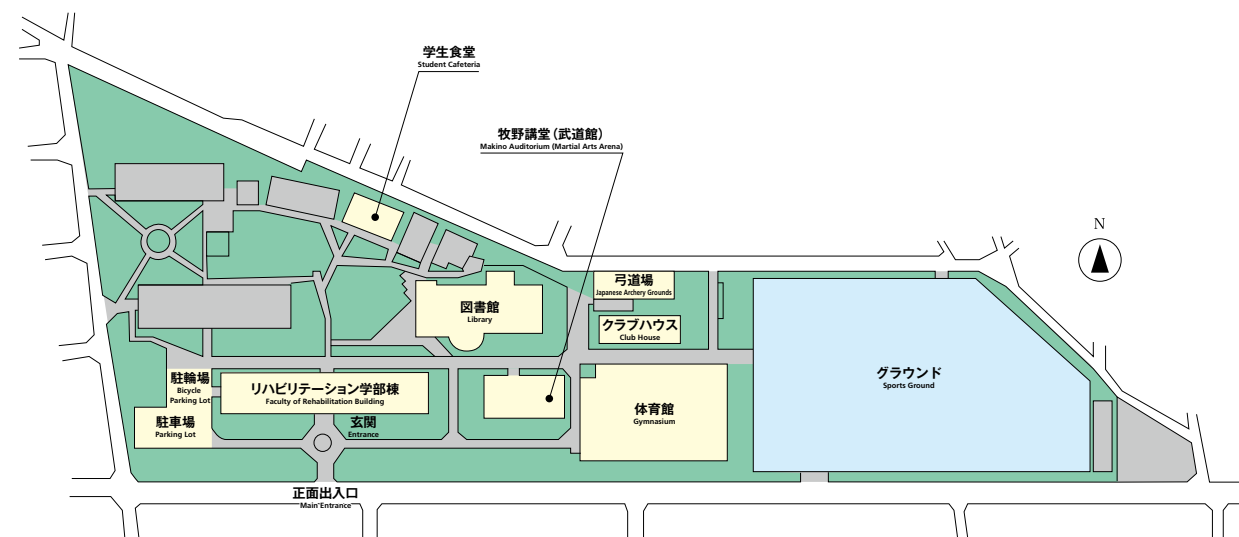 学生食堂
Student Cafeteria
牧野講堂（武道館）
Makino Auditorium (Martial Arts Arena)
N
弓道場
Japanese Archery Grounds
図書館
Library
クラブハウス
Club House
グラウンド
Sports Ground
駐輪場
Bicycle
Parking Lot
リハビリテーション学部棟
Faculty of Rehabilitation Building
体育館
Gymnasium
駐車場
Parking Lot
玄関
Entrance
正面出入口
Main Entrance